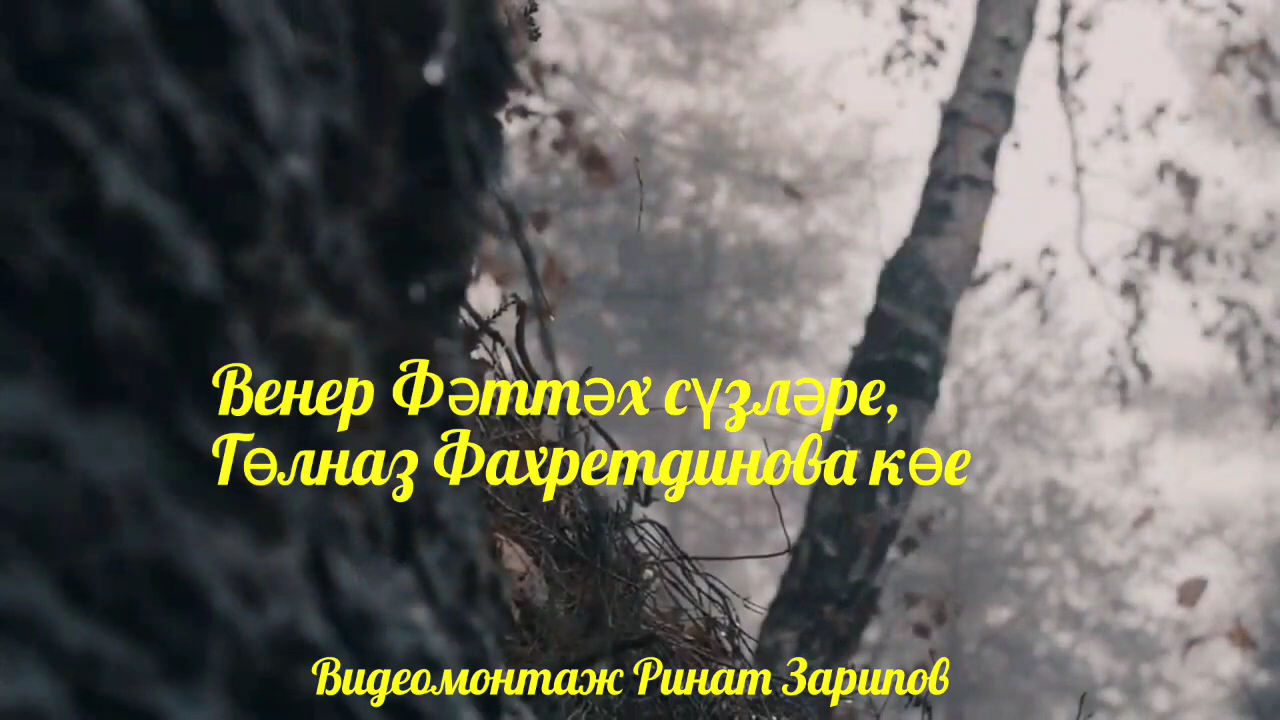 Венер Фәттәх сүзләре,
Гөлназ Фахретдинова көе
Видеомонтаж Ринат Зарипов